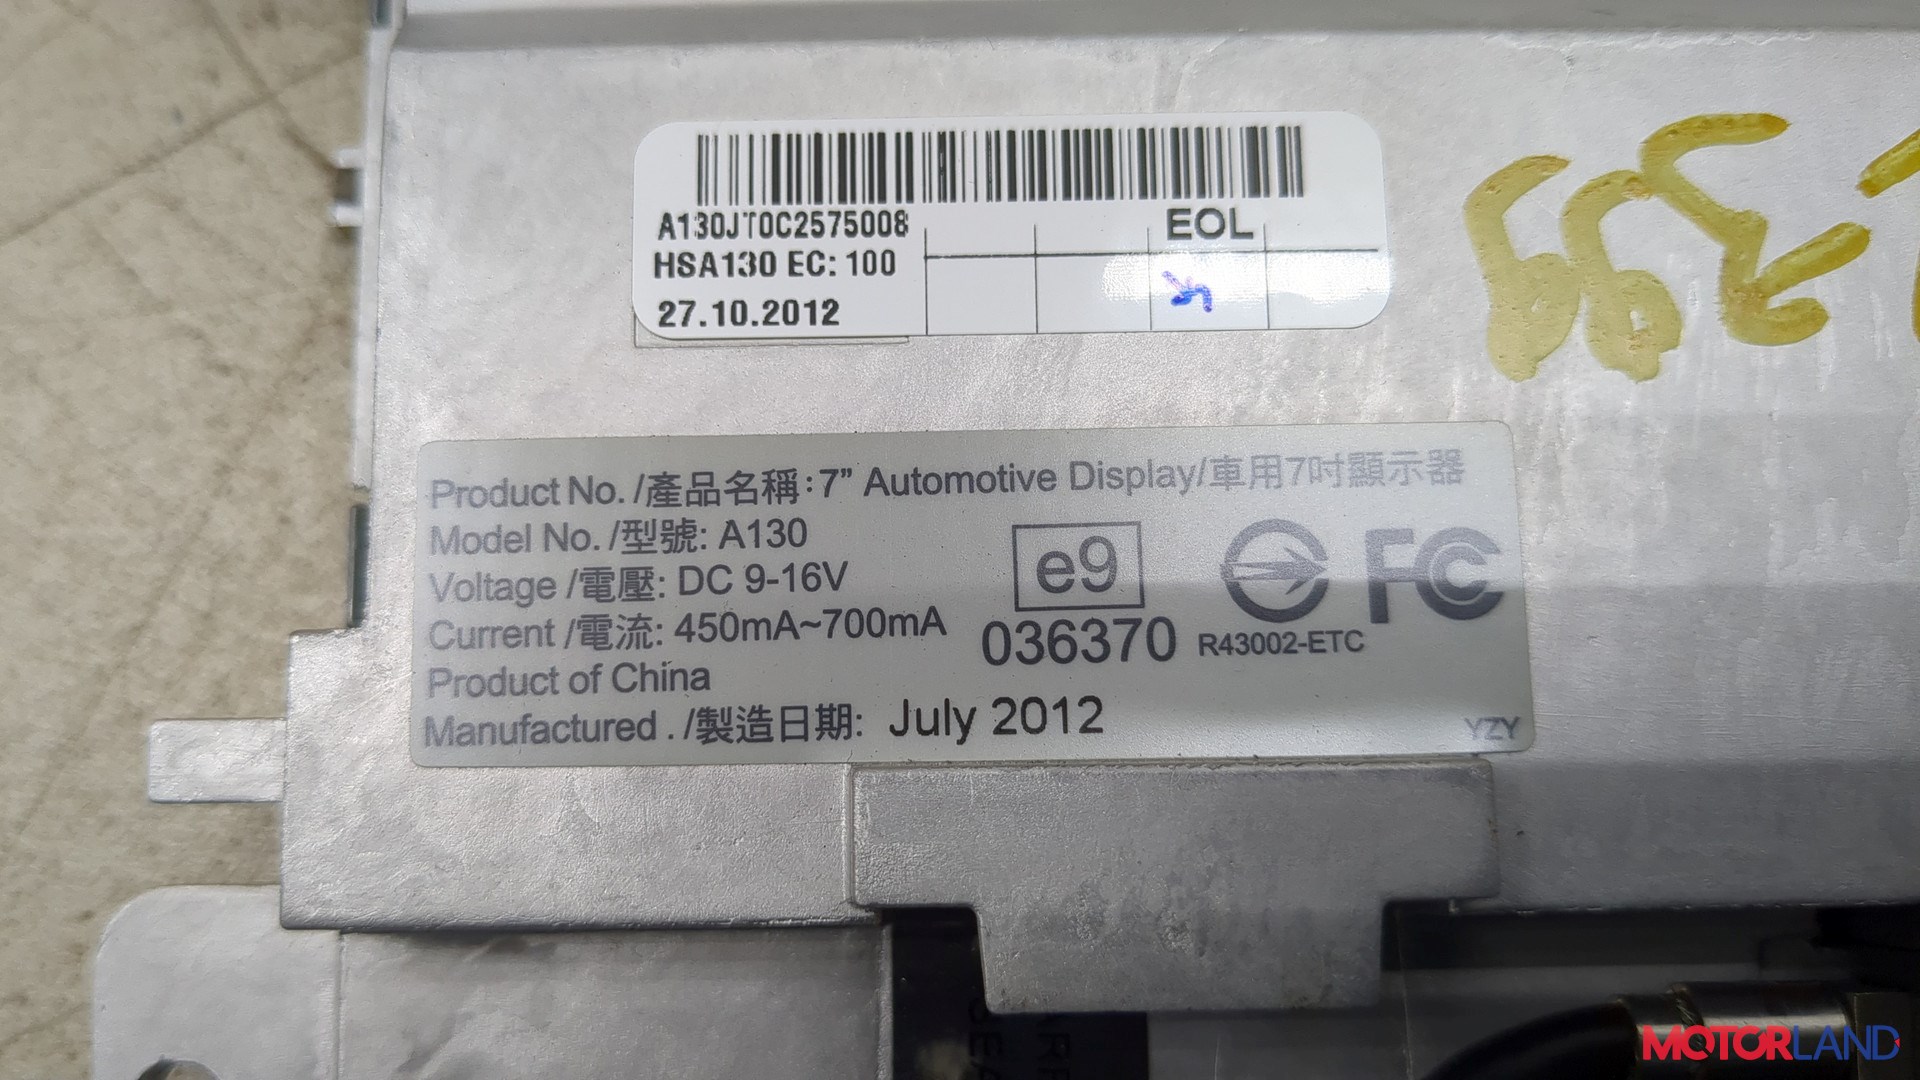 A130JT0C2575008
EOL
HSA130 EC: 100
27.10.2012
Product No. /產品名稱: 7” Automotive Display/車用7吋顯示器
Model No. /型號: A130
Voltage /電壓: DC 9-16V
Current /電流: 450mA~700mA
Product of China
Manufactured . /製造日期: July 2012
e9
036370
FC
R43002-ETC
YZY
MOTORLAND